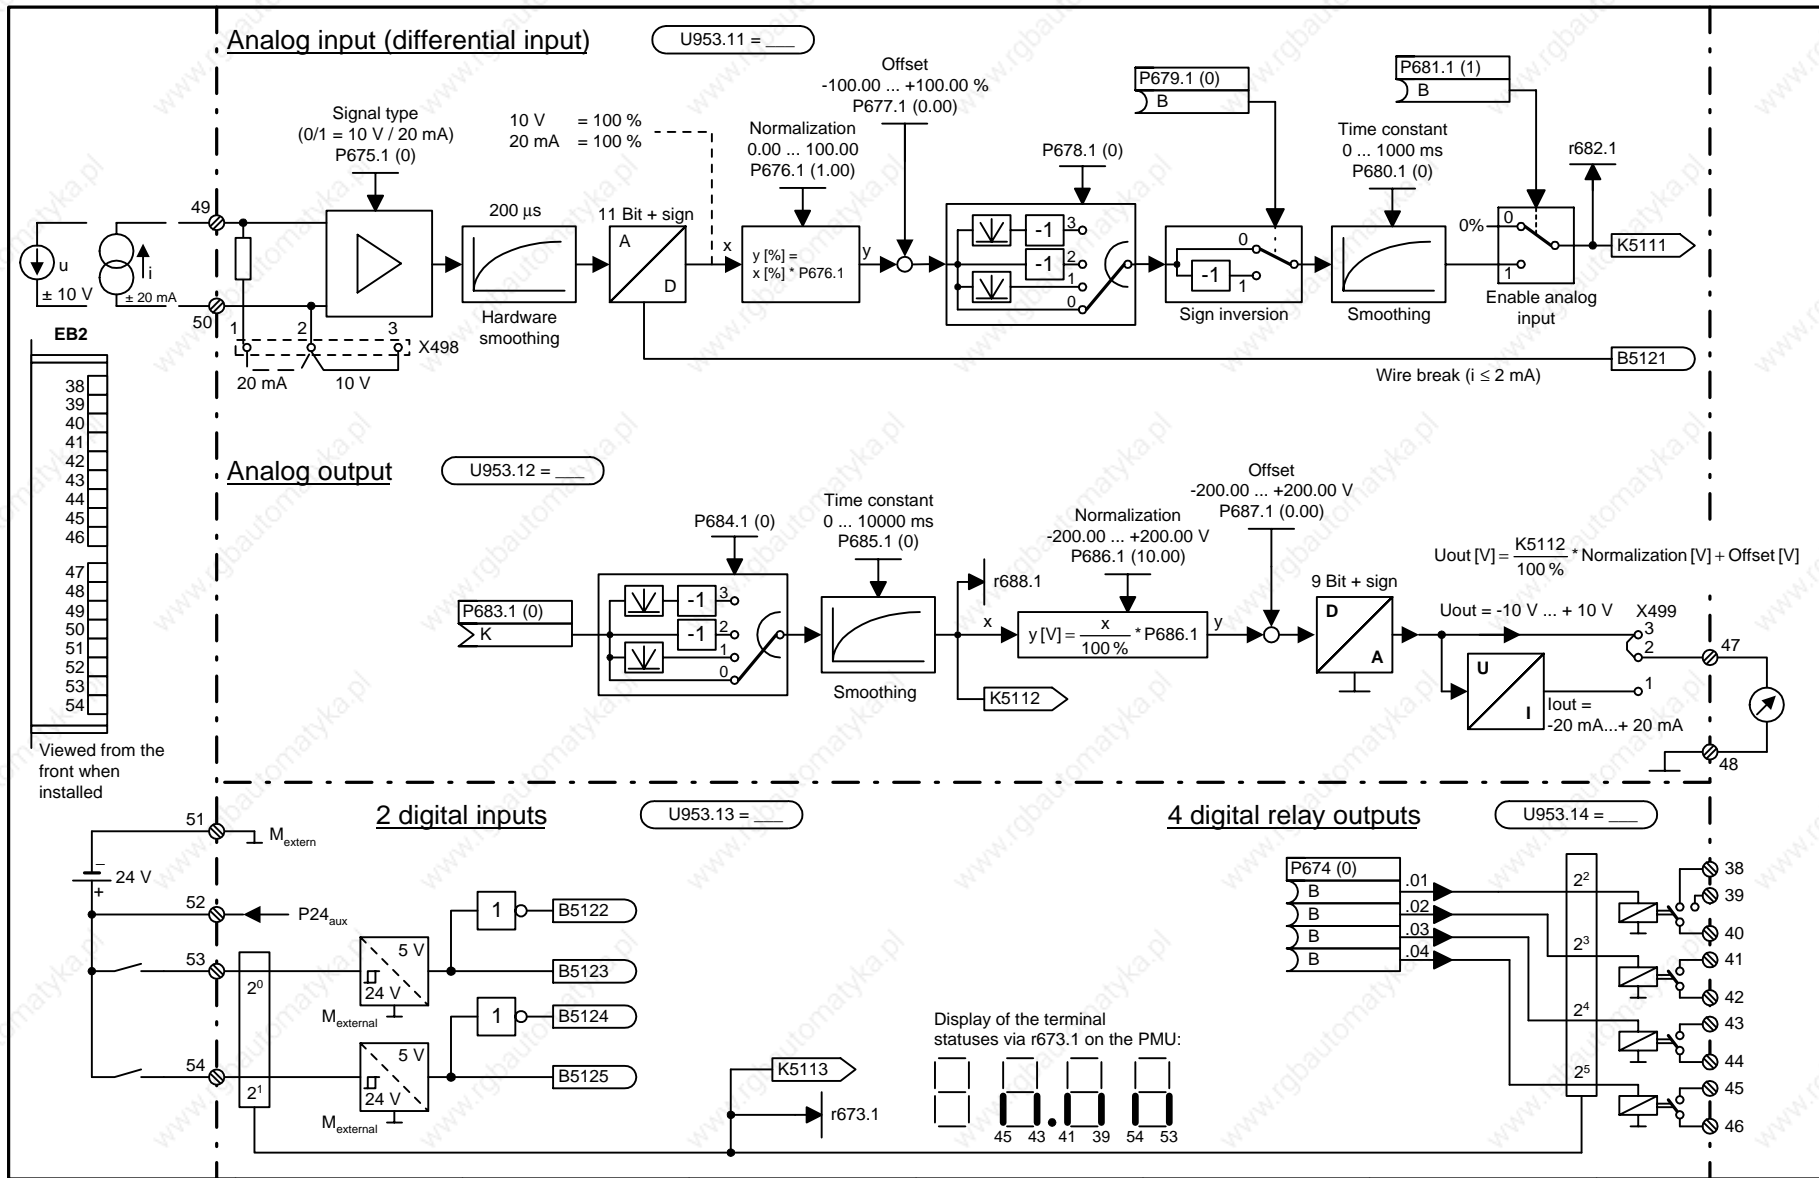 Analog input (differential input)
U953.11 = ___
Signal type
(0/1 = 10 V / 20 mA)
P675.1 (0)
10 V = 100 %
20 mA = 100 %
Normalization
0.00 ... 100.00
P676.1 (1.00)
Offset
-100.00 ... +100.00 %
P677.1 (0.00)
P678.1 (0)
P679.1 (0)
B
Time constant
0 ... 1000 ms
P680.1 (0)
P681.1 (1)
B
r682.1
49
50
u
± 10 V
i
± 20 mA
200 µs
Hardware
smoothing
11 Bit + sign
A
D
x
y [%] =
x [%] * P676.1
y
-1
3
-1
2
1
0
0
-1
1
Sign inversion
Smoothing
0%
0
1
Enable analog
input
K5111
1 2 3
X498
20 mA
10 V
B5121
Wire break (i ≤ 2 mA)
EB2
38
39
40
41
42
43
44
45
46
47
48
49
50
51
52
53
54
Viewed from the
front when
installed
Analog output
U953.12 = ___
P683.1 (0)
K
P684.1 (0)
-1
3
-1
2
1
0
Time constant
0 ... 10000 ms
P685.1 (0)
Smoothing
r688.1
K5112
x
Normalization
-200.00 ... +200.00 V
P686.1 (10.00)
y [V] = x / 100 % * P686.1
y
Offset
-200.00 ... +200.00 V
P687.1 (0.00)
9 Bit + sign
D
A
Uout [V] = K5112 / 100 % * Normalization [V] + Offset [V]
Uout = -10 V ... + 10 V
X499
3
2
1
U
I
Iout =
-20 mA...+ 20 mA
47
48
2 digital inputs
U953.13 = ___
51
Mextern
24 V
−
+
52
P24aux
53
2⁰
5 V
24 V
Mexternal
1
B5122
B5123
54
2¹
5 V
24 V
Mexternal
1
B5124
B5125
K5113
r673.1
Display of the terminal
statuses via r673.1 on the PMU:
45 43 41 39 54 53
4 digital relay outputs
U953.14 = ___
P674 (0)
B .01
B .02
B .03
B .04
2²
2³
2⁴
2⁵
38
39
40
41
42
43
44
45
46
www.rgbautomatyka.pl